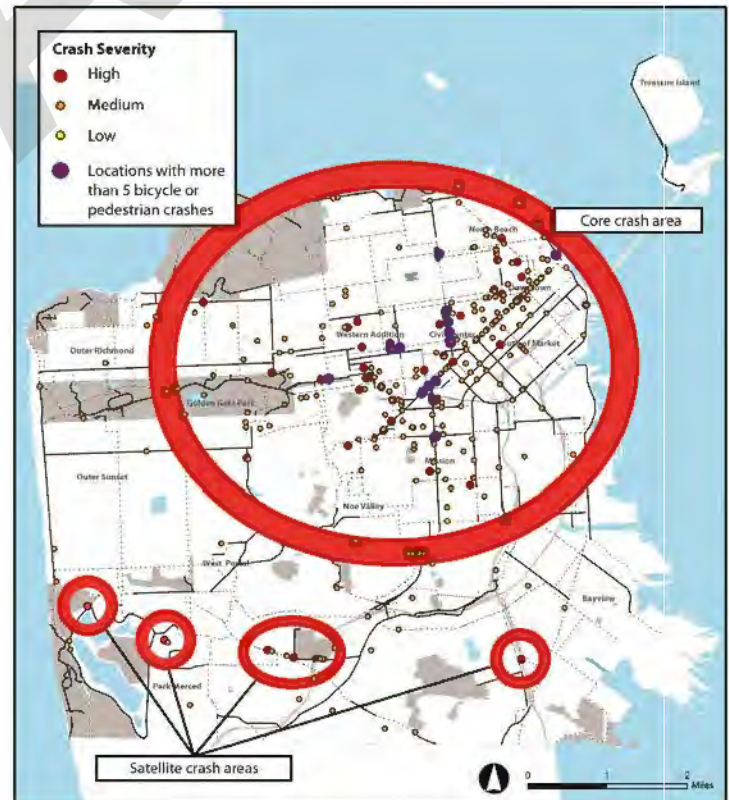 Crash Severity
High
Medium
Low
Locations with more
than 5 bicycle or
pedestrian crashes
Treasure Island
Core crash area
North Beach
Downtown
Western Addition
Civic Center
South of Market
Outer Richmond
Golden Gate Park
Outer Sunset
Mission
Noe Valley
West Portal
Bayview
Park Merced
Satellite crash areas
0 1 2
Miles